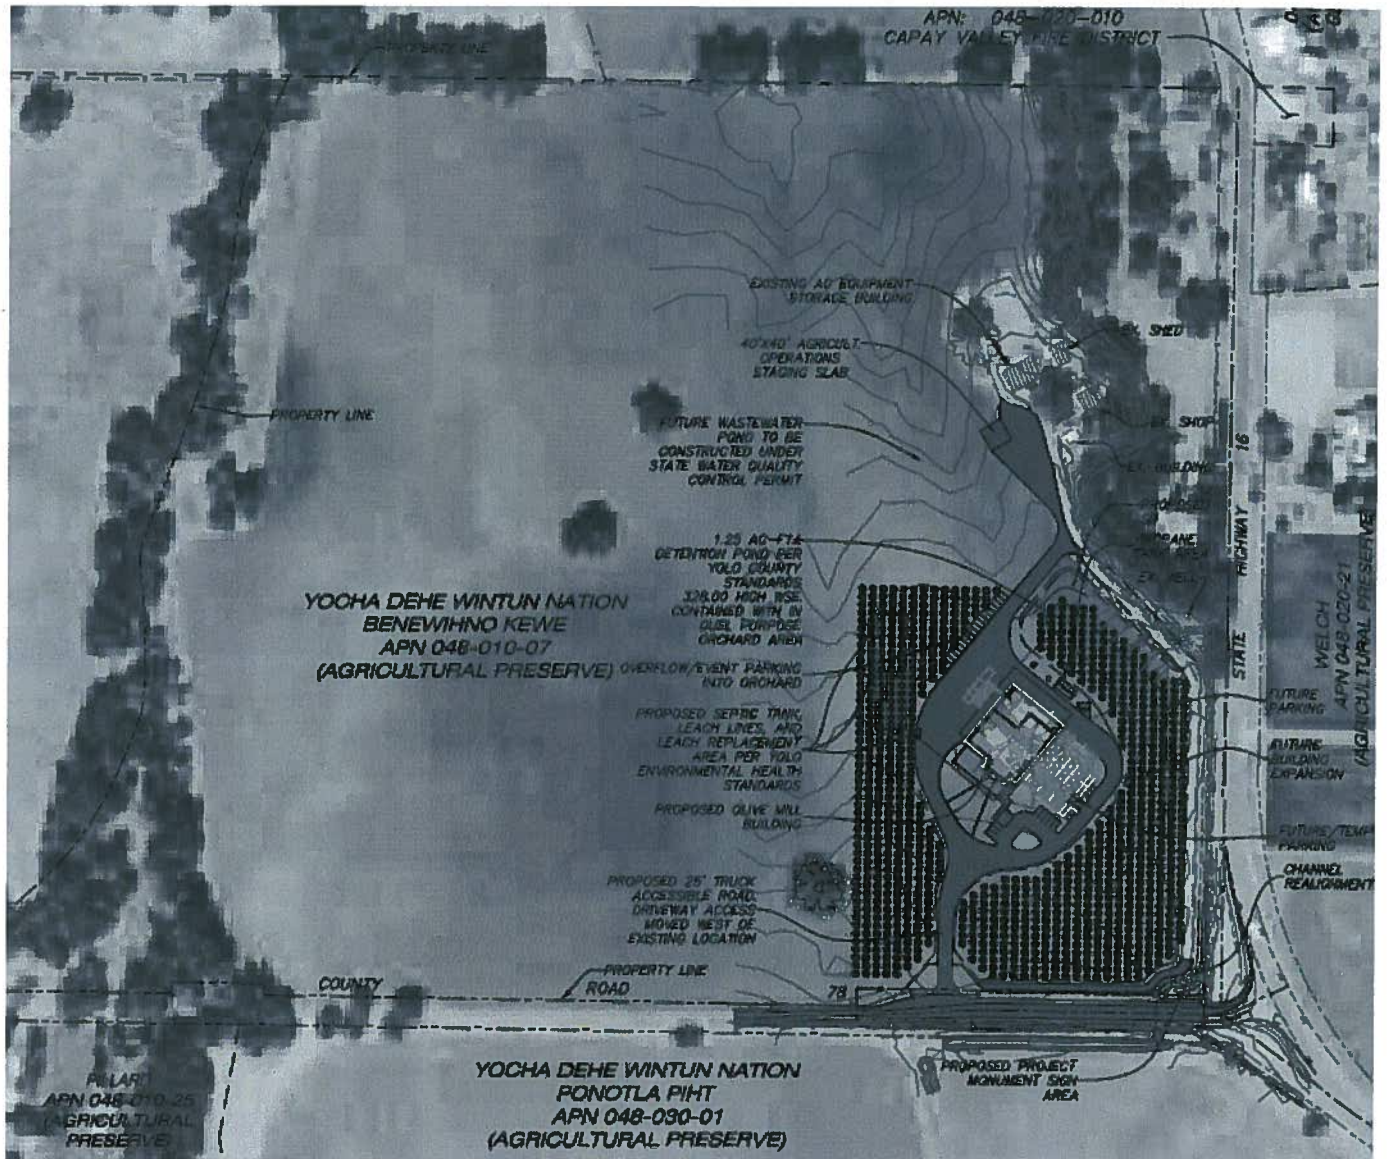 APN: 048-020-010
CAPAY VALLEY FIRE DISTRICT
PROPERTY LINE
EXISTING AG EQUIPMENT
STORAGE BUILDING
EX. SHED
40'X40' AGRICULT.
OPERATIONS
STAGING SLAB
PROPERTY LINE
EX. SHOP
FUTURE WASTEWATER
POND TO BE
CONSTRUCTED UNDER
STATE WATER QUALITY
CONTROL PERMIT
EX. BUILDING
STATE HIGHWAY 16
1.25 AC-FT±
DETENTION POND PER
YOLO COUNTY
STANDARDS
328.00 HIGH WSE.
CONTAINED WITH IN
DUEL PURPOSE
ORCHARD AREA
YOCHA DEHE WINTUN NATION
BENEWIHNO KEWE
APN 048-010-07
(AGRICULTURAL PRESERVE)
WELCH
APN 048-020-21
(AGRICULTURAL PRESERVE)
OVERFLOW/EVENT PARKING
INTO ORCHARD
FUTURE
PARKING
PROPOSED SEPTIC TANK,
LEACH LINES, AND
LEACH REPLACEMENT
AREA PER YOLO
ENVIRONMENTAL HEALTH
STANDARDS
FUTURE
BUILDING
EXPANSION
PROPOSED OLIVE MILL
BUILDING
FUTURE/TEMP
PARKING
CHANNEL
REALIGNMENT
PROPOSED 25' TRUCK
ACCESSIBLE ROAD.
DRIVEWAY ACCESS
MOVED WEST OF
EXISTING LOCATION
PROPERTY LINE
COUNTY ROAD 78
PROPOSED PROJECT
MONUMENT SIGN
AREA
YOCHA DEHE WINTUN NATION
PONOTLA PIHT
APN 048-030-01
(AGRICULTURAL PRESERVE)
APN 048-010-25
(AGRICULTURAL
PRESERVE)